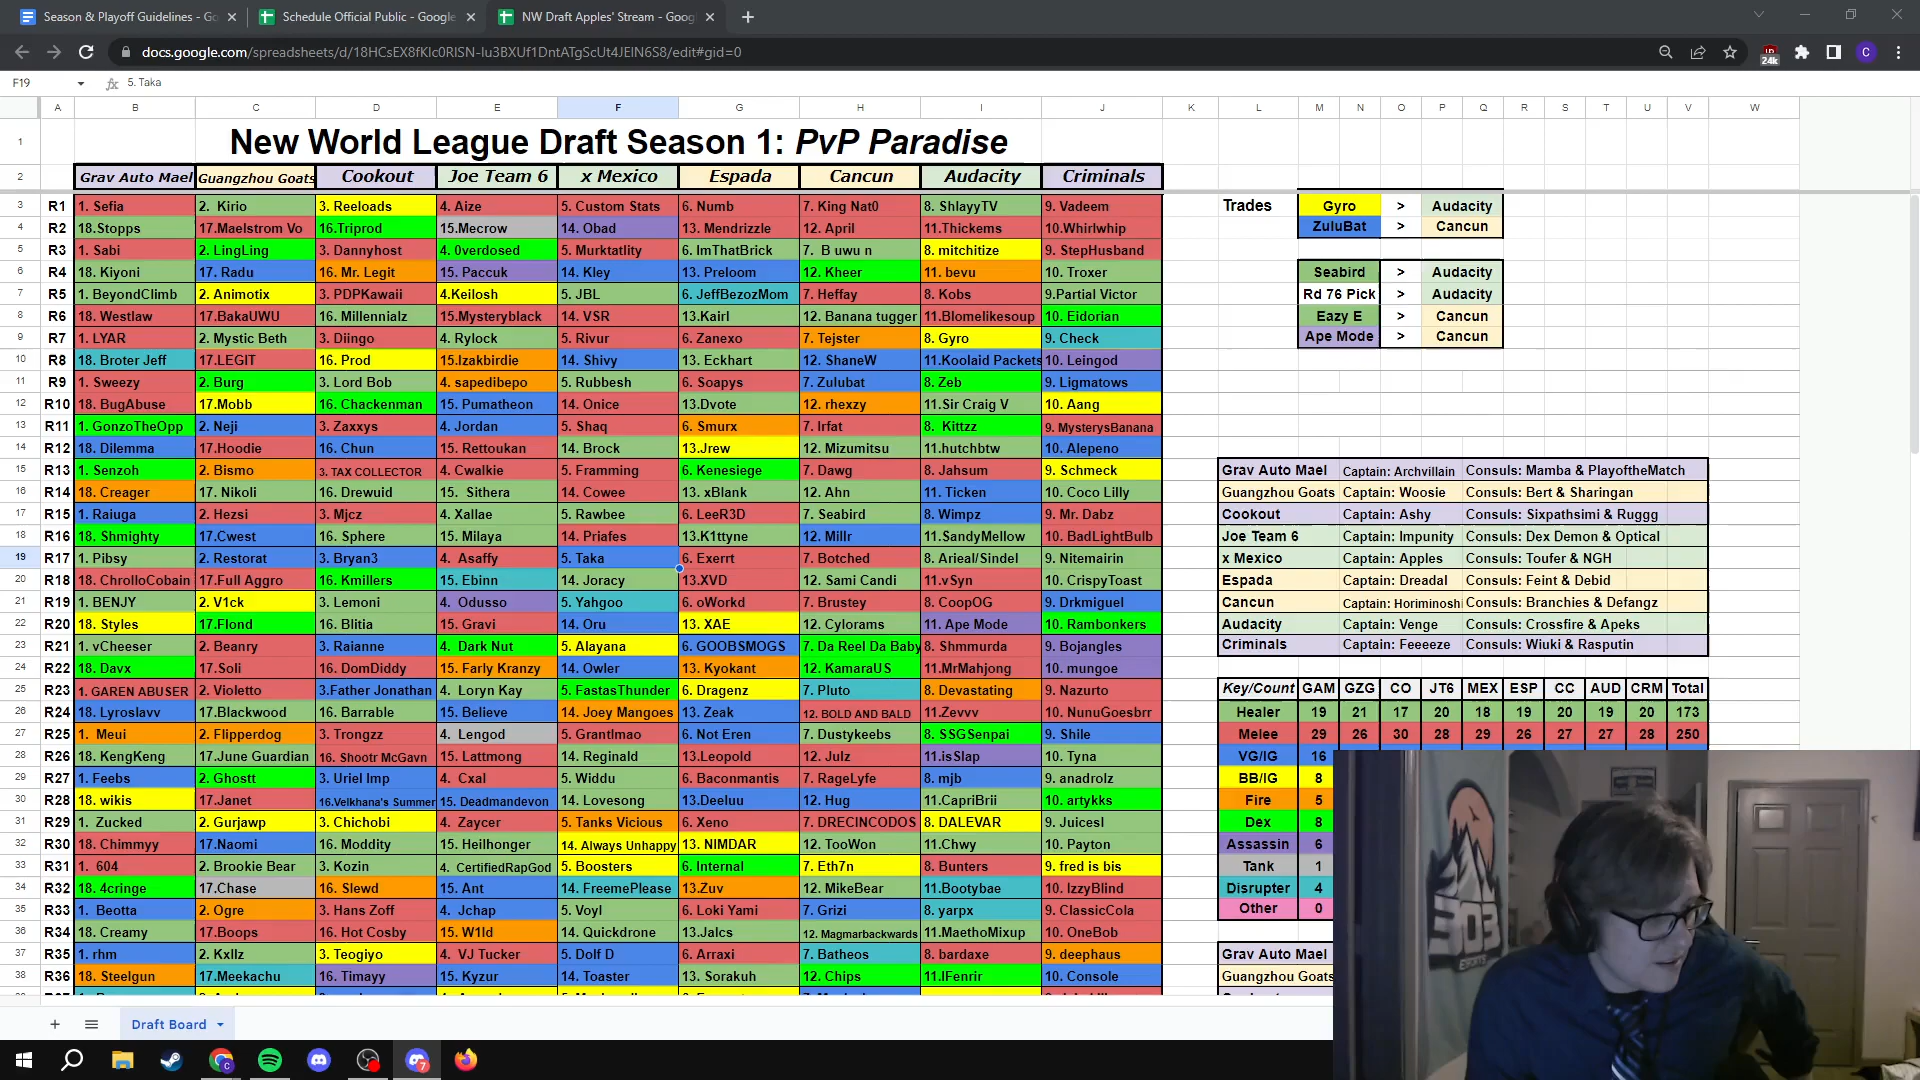 Season & Playoff Guidelines - Go
Schedule Official Public - Google
NW Draft Apples' Stream - Goog
24k
C
F19
5. Taka
A B C D E F G H I J K L M N O P Q R S T U V W
1 New World League Draft Season 1: PvP Paradise
2 Grav Auto Mael Guangzhou Goats Cookout Joe Team 6 x Mexico Espada Cancun Audacity Criminals
3 R1 1. Sefia 2. Kirio 3. Reeloads 4. Aize 5. Custom Stats 6. Numb 7. King Nat0 8. ShlayyTV 9. Vadeem Trades Gyro > Audacity
4 R2 18.Stopps 17.Maelstrom Vo 16.Triprod 15.Mecrow 14. Obad 13. Mendrizzle 12. April 11.Thickems 10.Whirlwhip ZuluBat > Cancun
5 R3 1. Sabi 2. LingLing 3. Dannyhost 4. 0verdosed 5. Murktatlity 6. ImThatBrick 7. B uwu n 8. mitchitize 9. StepHusband
6 R4 18. Kiyoni 17. Radu 16. Mr. Legit 15. Paccuk 14. Kley 13. Preloom 12. Kheer 11. bevu 10. Troxer Seabird > Audacity
7 R5 1. BeyondClimb 2. Animotix 3. PDPKawaii 4.Keilosh 5. JBL 6. JeffBezozMom 7. Heffay 8. Kobs 9.Partial Victor Rd 76 Pick > Audacity
8 R6 18. Westlaw 17.BakaUWU 16. Millennialz 15.Mysteryblack 14. VSR 13.Kairl 12. Banana tugger 11.Blomelikesoup 10. Eidorian Eazy E > Cancun
9 R7 1. LYAR 2. Mystic Beth 3. Diingo 4. Rylock 5. Rivur 6. Zanexo 7. Tejster 8. Gyro 9. Check Ape Mode > Cancun
10 R8 18. Broter Jeff 17.LEGIT 16. Prod 15.Izakbirdie 14. Shivy 13. Eckhart 12. ShaneW 11.Koolaid Packets 10. Leingod
11 R9 1. Sweezy 2. Burg 3. Lord Bob 4. sapedibepo 5. Rubbesh 6. Soapys 7. Zulubat 8. Zeb 9. Ligmatows
12 R10 18. BugAbuse 17.Mobb 16. Chackenman 15. Pumatheon 14. Onice 13.Dvote 12. rhexzy 11.Sir Craig V 10. Aang
13 R11 1. GonzoTheOpp 2. Neji 3. Zaxxys 4. Jordan 5. Shaq 6. Smurx 7. Irfat 8. Kittzz 9. MysterysBanana
14 R12 18. Dilemma 17.Hoodie 16. Chun 15. Rettoukan 14. Brock 13.Jrew 12. Mizumitsu 11.hutchbtw 10. Alepeno
15 R13 1. Senzoh 2. Bismo 3. TAX COLLECTOR 4. Cwalkie 5. Framming 6. Kenesiege 7. Dawg 8. Jahsum 9. Schmeck Grav Auto Mael Captain: Archvillain Consuls: Mamba & PlayoftheMatch
16 R14 18. Creager 17. Nikoli 16. Drewuid 15. Sithera 14. Cowee 13. xBlank 12. Ahn 11. Ticken 10. Coco Lilly Guangzhou Goats Captain: Woosie Consuls: Bert & Sharingan
17 R15 1. Raiuga 2. Hezsi 3. Mjcz 4. Xallae 5. Rawbee 6. LeeR3D 7. Seabird 8. Wimpz 9. Mr. Dabz Cookout Captain: Ashy Consuls: Sixpathsimi & Ruggg
18 R16 18. Shmighty 17.Cwest 16. Sphere 15. Milaya 14. Priafes 13.K1ttyne 12. Millr 11.SandyMellow 10. BadLightBulb Joe Team 6 Captain: Impunity Consuls: Dex Demon & Optical
19 R17 1. Pibsy 2. Restorat 3. Bryan3 4. Asaffy 5. Taka 6. Exerrt 7. Botched 8. Arieal/Sindel 9. Nitemairin x Mexico Captain: Apples Consuls: Toufer & NGH
20 R18 18. ChrolloCobain 17.Full Aggro 16. Kmillers 15. Ebinn 14. Joracy 13.XVD 12. Sami Candi 11.vSyn 10. CrispyToast Espada Captain: Dreadal Consuls: Feint & Debid
21 R19 1. BENJY 2. V1ck 3. Lemoni 4. Odusso 5. Yahgoo 6. oWorkd 7. Brustey 8. CoopOG 9. Drkmiguel Cancun Captain: Horiminoshi Consuls: Branchies & Defangz
22 R20 18. Styles 17.Flond 16. Blitia 15. Gravi 14. Oru 13. XAE 12. Cylorams 11. Ape Mode 10. Rambonkers Audacity Captain: Venge Consuls: Crossfire & Apeks
23 R21 1. vCheeser 2. Beanry 3. Raianne 4. Dark Nut 5. Alayana 6. GOOBSMOGS 7. Da Reel Da Baby 8. Shmmurda 9. Bojangles Criminals Captain: Feeeeze Consuls: Wiuki & Rasputin
24 R22 18. Davx 17.Soli 16. DomDiddy 15. Farly Kranzy 14. Owler 13. Kyokant 12. KamaraUS 11.MrMahjong 10. mungoe
25 R23 1. GAREN ABUSER 2. Violetto 3.Father Jonathan 4. Loryn Kay 5. FastasThunder 6. Dragenz 7. Pluto 8. Devastating 9. Nazurto Key/Count GAM GZG CO JT6 MEX ESP CC AUD CRM Total
26 R24 18. Lyroslavv 17.Blackwood 16. Barrable 15. Believe 14. Joey Mangoes 13. Zeak 12. BOLD AND BALD 11.Zevvv 10. NunuGoesbrr Healer 19 21 17 20 18 19 20 19 20 173
27 R25 1. Meui 2. Flipperdog 3. Trongzz 4. Lengod 5. Grantlmao 6. Not Eren 7. Dustykeebs 8. SSGSenpai 9. Shile Melee 29 26 30 28 29 26 27 27 28 250
28 R26 18. KengKeng 17.June Guardian 16. Shootr McGavn 15. Lattmong 14. Reginald 13.Leopold 12. Julz 11.isSlap 10. Tyna VG/IG 16
29 R27 1. Feebs 2. Ghostt 3. Uriel Imp 4. Cxal 5. Widdu 6. Baconmantis 7. RageLyfe 8. mjb 9. anadrolz BB/IG 8
30 R28 18. wikis 17.Janet 16.Velkhana's Summer 15. Deadmandevon 14. Lovesong 13.Deeluu 12. Hug 11.CapriBrii 10. artykks Fire 5
31 R29 1. Zucked 2. Gurjawp 3. Chichobi 4. Zaycer 5. Tanks Vicious 6. Xeno 7. DRECINCODOS 8. DALEVAR 9. Juicesl Dex 8
32 R30 18. Chimmyy 17.Naomi 16. Moddity 15. Heilhonger 14. Always Unhappy 13. NIMDAR 12. TooWon 11.Chwy 10. Payton Assassin 6
33 R31 1. 604 2. Brookie Bear 3. Kozin 4. CertifiedRapGod 5. Boosters 6. Internal 7. Eth7n 8. Bunters 9. fred is bis Tank 1
34 R32 18. 4cringe 17.Chase 16. Slewd 15. Ant 14. FreemePlease 13.Zuv 12. MikeBear 11.Bootybae 10. IzzyBlind Disrupter 4
35 R33 1. Beotta 2. Ogre 3. Hans Zoff 4. Jchap 5. Voyl 6. Loki Yami 7. Grizi 8. yarpx 9. ClassicCola Other 0
36 R34 18. Creamy 17.Boops 16. Hot Cosby 15. W1ld 14. Quickdrone 13.Jalcs 12. Magmarbackwards 11.MaethoMixup 10. OneBob
37 R35 1. rhm 2. Kxllz 3. Teogiyo 4. VJ Tucker 5. Dolf D 6. Arraxi 7. Batheos 8. bardaxe 9. deephaus Grav Auto Mael
38 R36 18. Steelgun 17.Meekachu 16. Timayy 15. Kyzur 14. Toaster 13. Sorakuh 12. Chips 11.IFenrir 10. Console Guangzhou Goats
303
ESPORTS
Draft Board
7